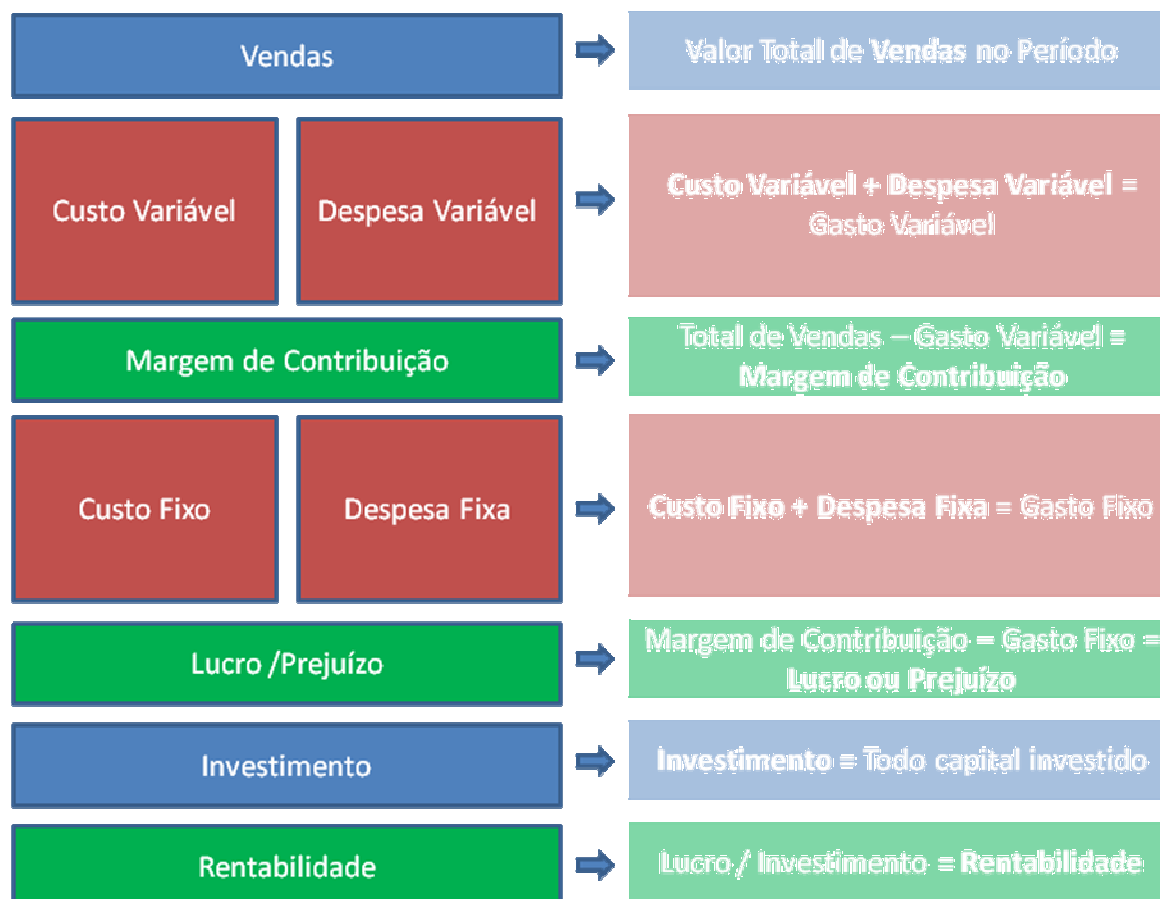 Vendas
Valor Total de Vendas no Período
Custo Variável
Despesa Variável
Custo Variável + Despesa Variável =
Gasto Variável
Margem de Contribuição
Total de Vendas – Gasto Variável =
Margem de Contribuição
Custo Fixo
Despesa Fixa
Custo Fixo + Despesa Fixa = Gasto Fixo
Lucro /Prejuízo
Margem de Contribuição – Gasto Fixo =
Lucro ou Prejuízo
Investimento
Investimento = Todo capital investido
Rentabilidade
Lucro / Investimento = Rentabilidade